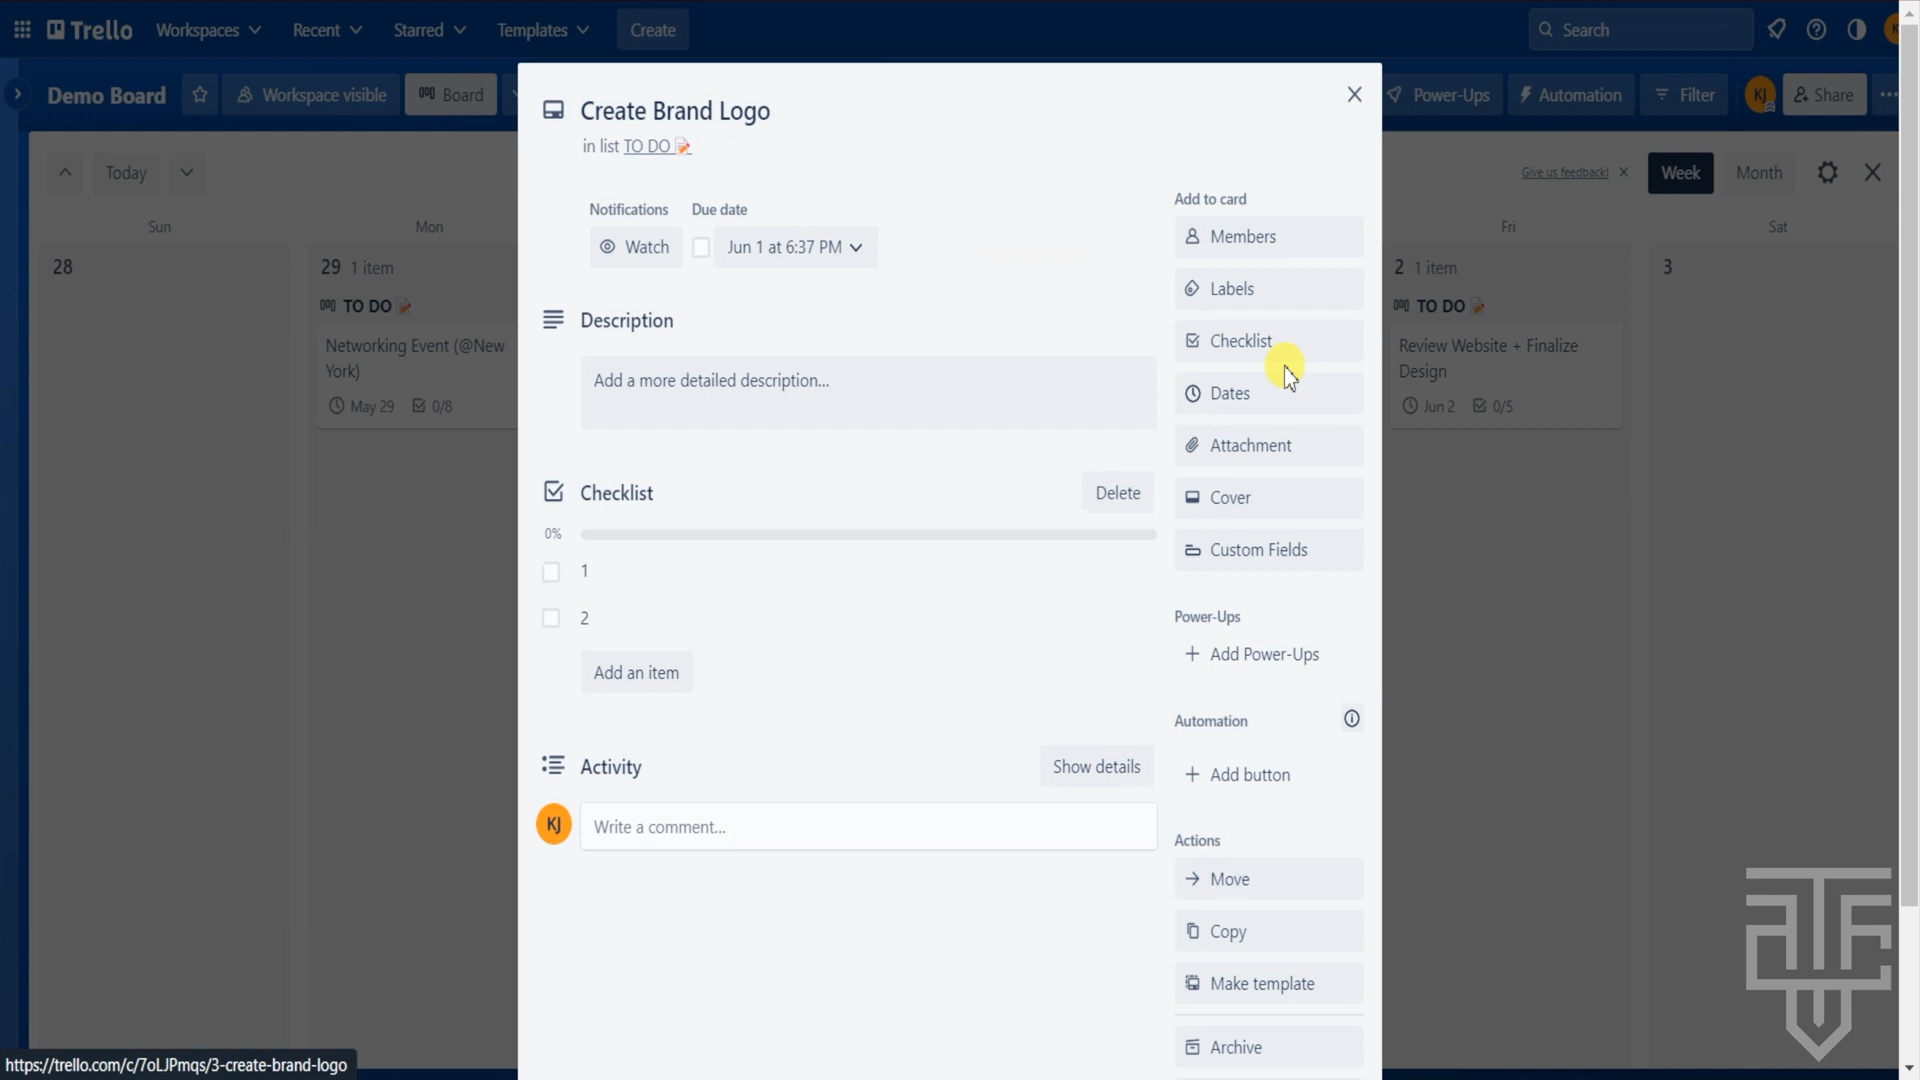 Trello
Workspaces
Recent
Starred
Templates
Create
Search
Demo Board
Workspace visible
Board
Power-Ups
Automation
Filter
KJ
Share
Create Brand Logo
in list TO DO
Today
Give us feedback!
Week
Month
Sun
Mon
Fri
Sat
28
29 1 item
TO DO
Networking Event (@New
York)
May 29
0/8
2 1 item
TO DO
Review Website + Finalize
Design
Jun 2
0/5
3
Notifications
Due date
Watch
Jun 1 at 6:37 PM
Description
Add a more detailed description...
Checklist
Delete
0%
1
2
Add an item
Activity
Show details
KJ
Write a comment...
Add to card
Members
Labels
Checklist
Dates
Attachment
Cover
Custom Fields
Power-Ups
Add Power-Ups
Automation
Add button
Actions
Move
Copy
Make template
Archive
https://trello.com/c/7oLJPmqs/3-create-brand-logo